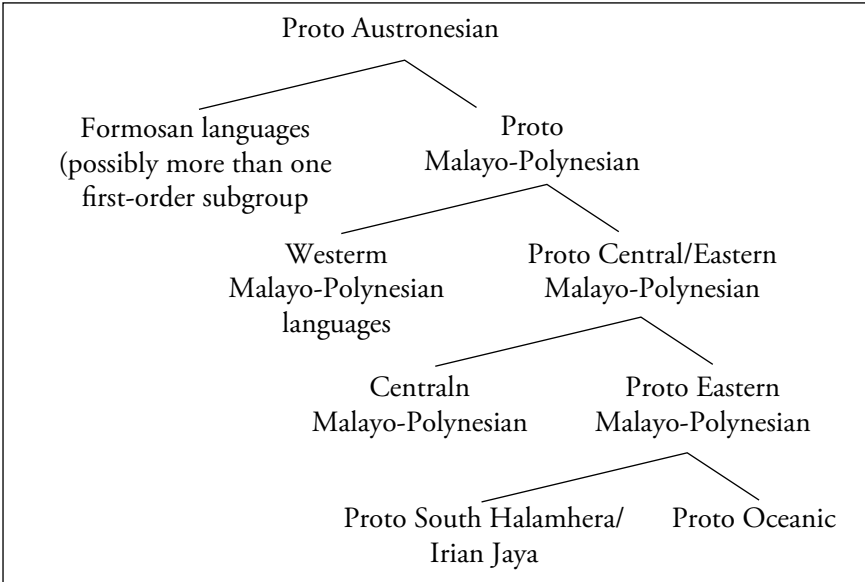 Proto Austronesian
Formosan languages
(possibly more than one
first-order subgroup
Proto
Malayo-Polynesian
Westerm
Malayo-Polynesian
languages
Proto Central/Eastern
Malayo-Polynesian
Centraln
Malayo-Polynesian
Proto Eastern
Malayo-Polynesian
Proto South Halamhera/
Irian Jaya
Proto Oceanic